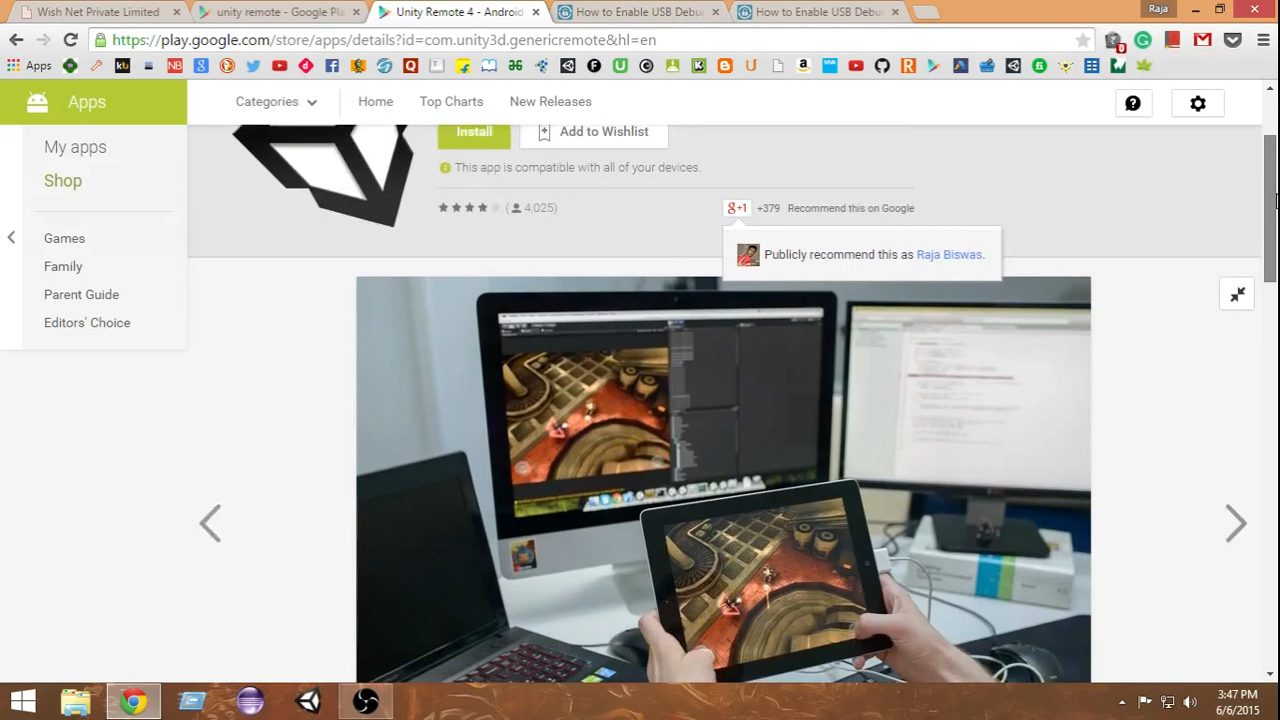 Raja
Wish Net Private Limited
unity remote - Google Pla
Unity Remote 4 - Android
How to Enable USB Debug
How to Enable USB Debug
https://play.google.com/store/apps/details?id=com.unity3d.genericremote&hl=en
Apps
Apps
Categories
Home
Top Charts
New Releases
My apps
Shop
Games
Family
Parent Guide
Editors' Choice
Install
Add to Wishlist
This app is compatible with all of your devices.
(4,025)
g+1
+379
Recommend this on Google
Publicly recommend this as Raja Biswas.
3:47 PM
6/6/2015